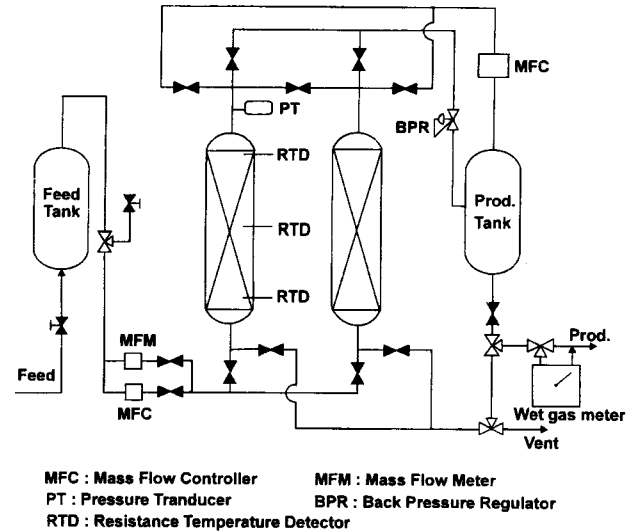 MFC
PT
BPR
RTD
Feed
Tank
Prod.
Tank
RTD
RTD
MFM
Prod.
Feed
MFC
Wet gas meter
Vent
MFC : Mass Flow Controller
MFM : Mass Flow Meter
PT : Pressure Tranducer
BPR : Back Pressure Regulator
RTD : Resistance Temperature Detector